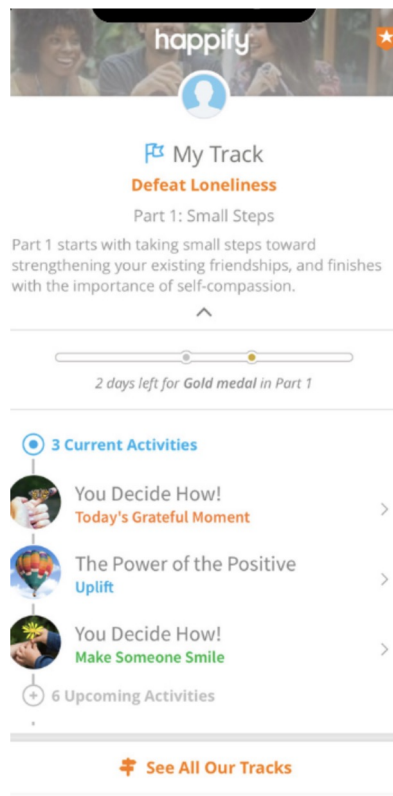 happify
My Track
Defeat Loneliness
Part 1: Small Steps
Part 1 starts with taking small steps toward
strengthening your existing friendships, and finishes
with the importance of self-compassion.
2 days left for Gold medal in Part 1
3 Current Activities
You Decide How!
Today's Grateful Moment
The Power of the Positive
Uplift
You Decide How!
Make Someone Smile
6 Upcoming Activities
See All Our Tracks